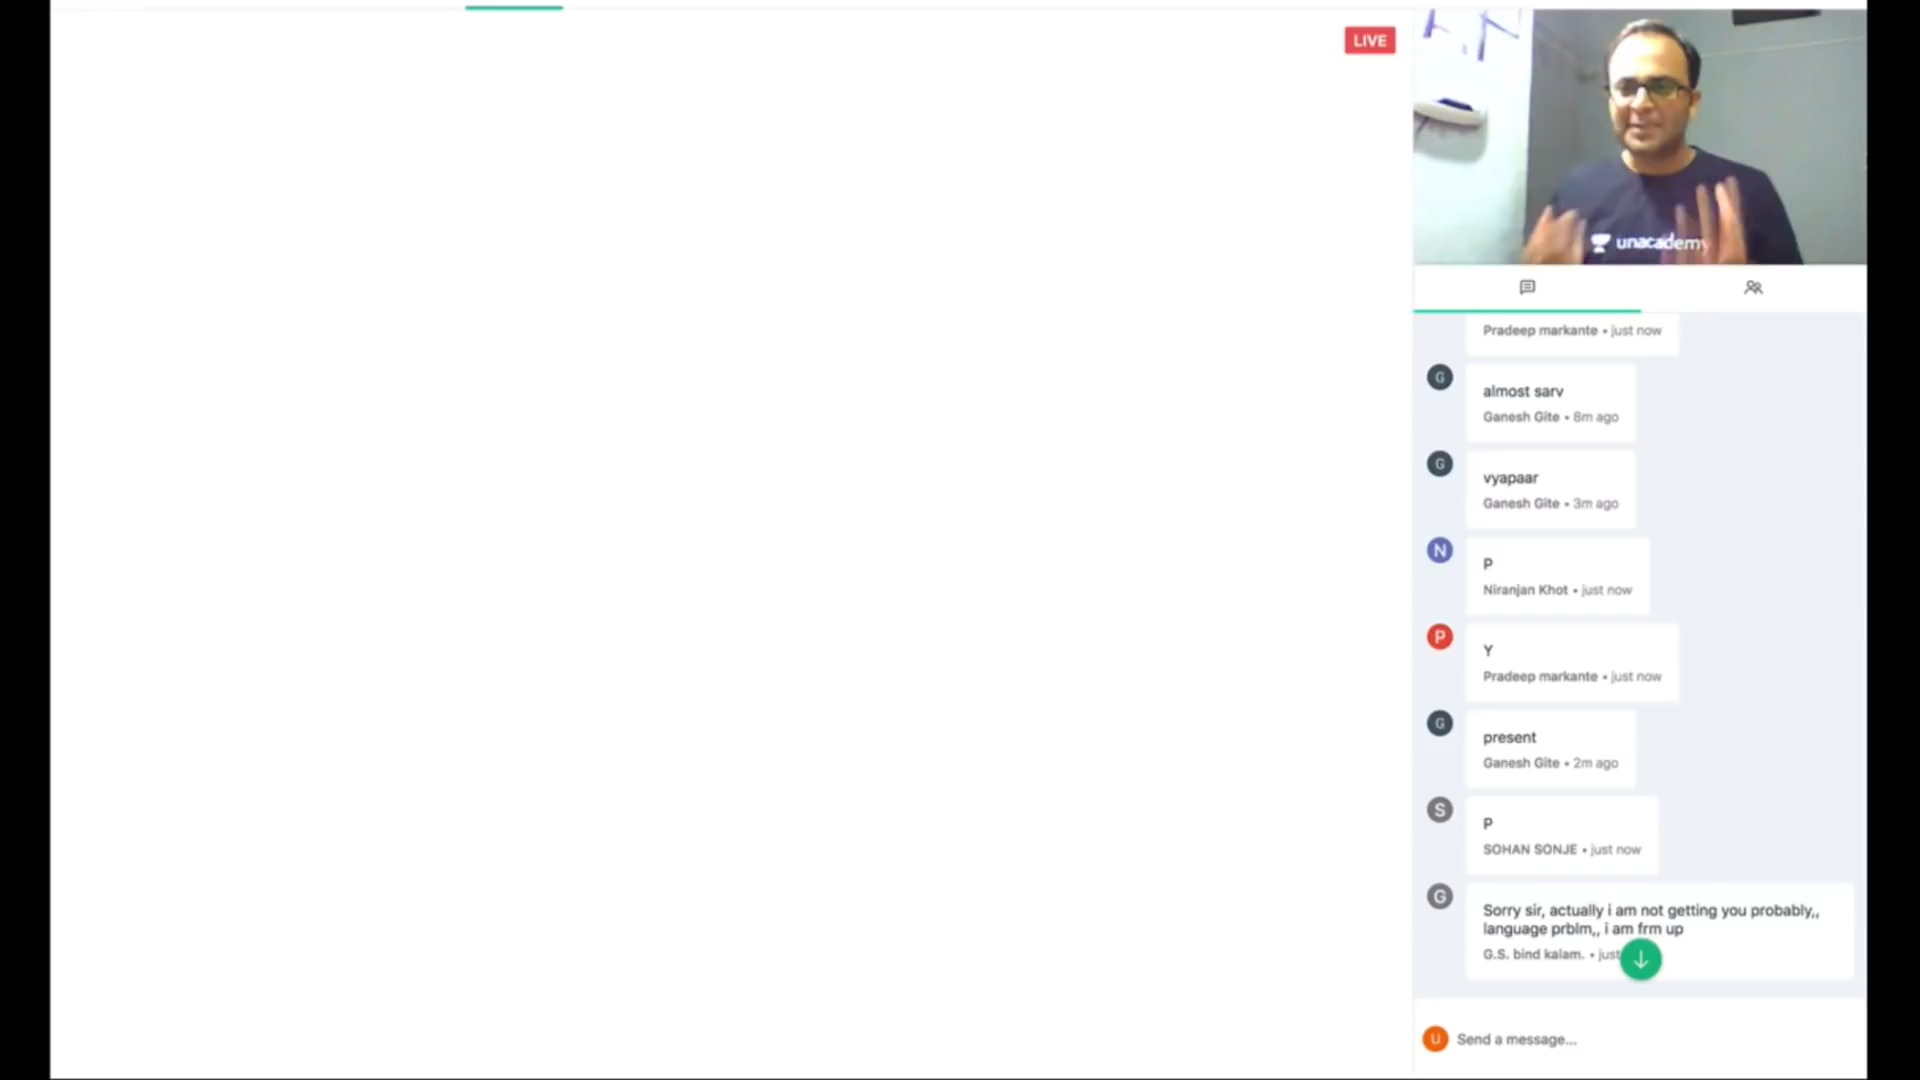 LIVE
unacademy
Pradeep markante • just now
G
almost sarv
Ganesh Gite • 8m ago
G
vyapaar
Ganesh Gite • 3m ago
N
P
Niranjan Khot • just now
P
Y
Pradeep markante • just now
G
present
Ganesh Gite • 2m ago
S
P
SOHAN SONJE • just now
G
Sorry sir, actually i am not getting you probably,,
language prblm,, i am frm up
G.S. bind kalam. • just
U
Send a message...